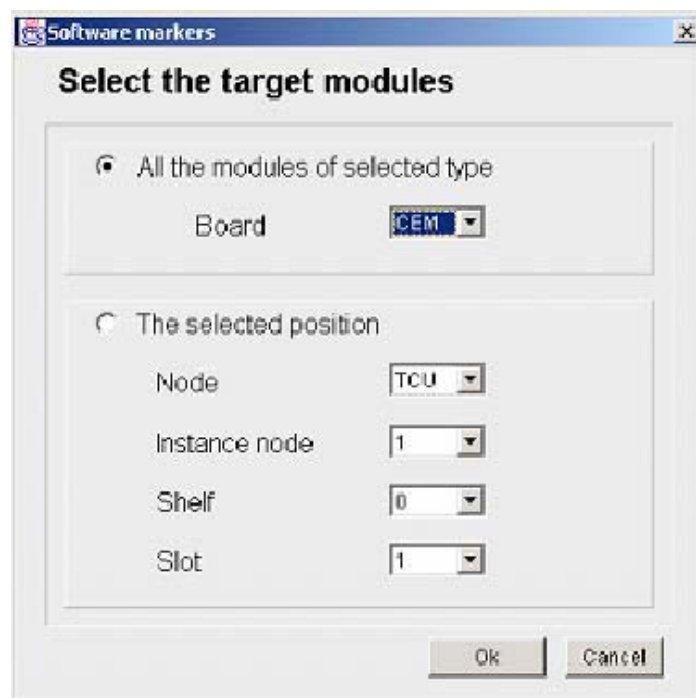 Software markers
Select the target modules
All the modules of selected type
Board CEM
The selected position
Node TCU
Instance node 1
Shelf 0
Slot 1
Ok Cancel